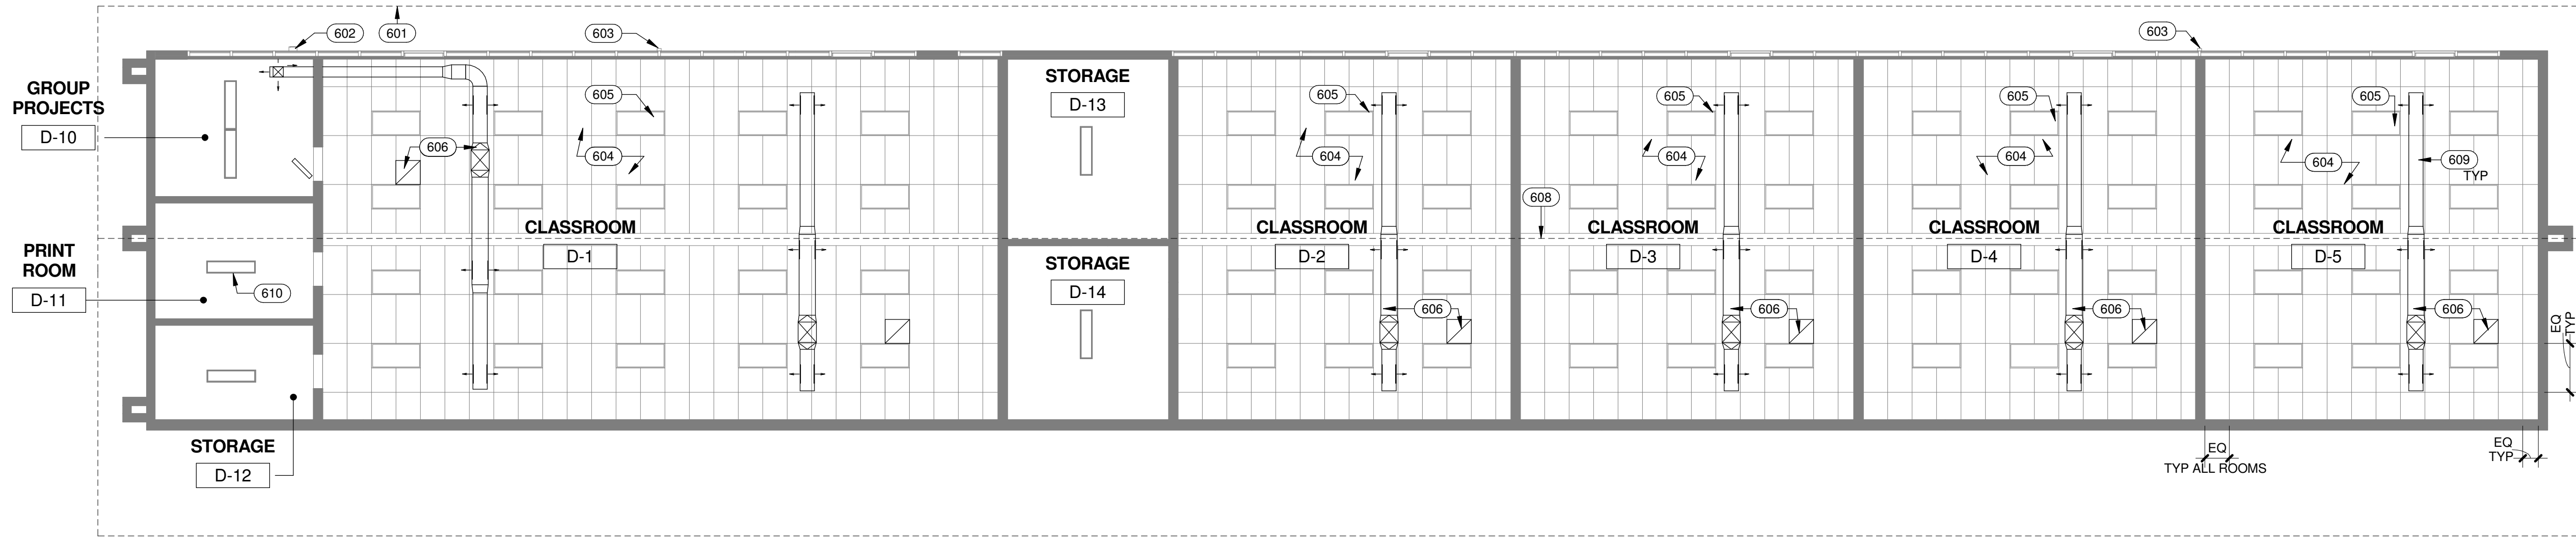 602
601
603
603
GROUP
PROJECTS
D-10
STORAGE
D-13
605
605
605
605
605
606
604
604
604
604
604
609
TYP
608
CLASSROOM
D-1
CLASSROOM
D-2
CLASSROOM
D-3
CLASSROOM
D-4
CLASSROOM
D-5
PRINT
ROOM
D-11
610
STORAGE
D-14
606
606
606
606
EQ
TYP
STORAGE
D-12
EQ
TYP ALL ROOMS
EQ
TYP